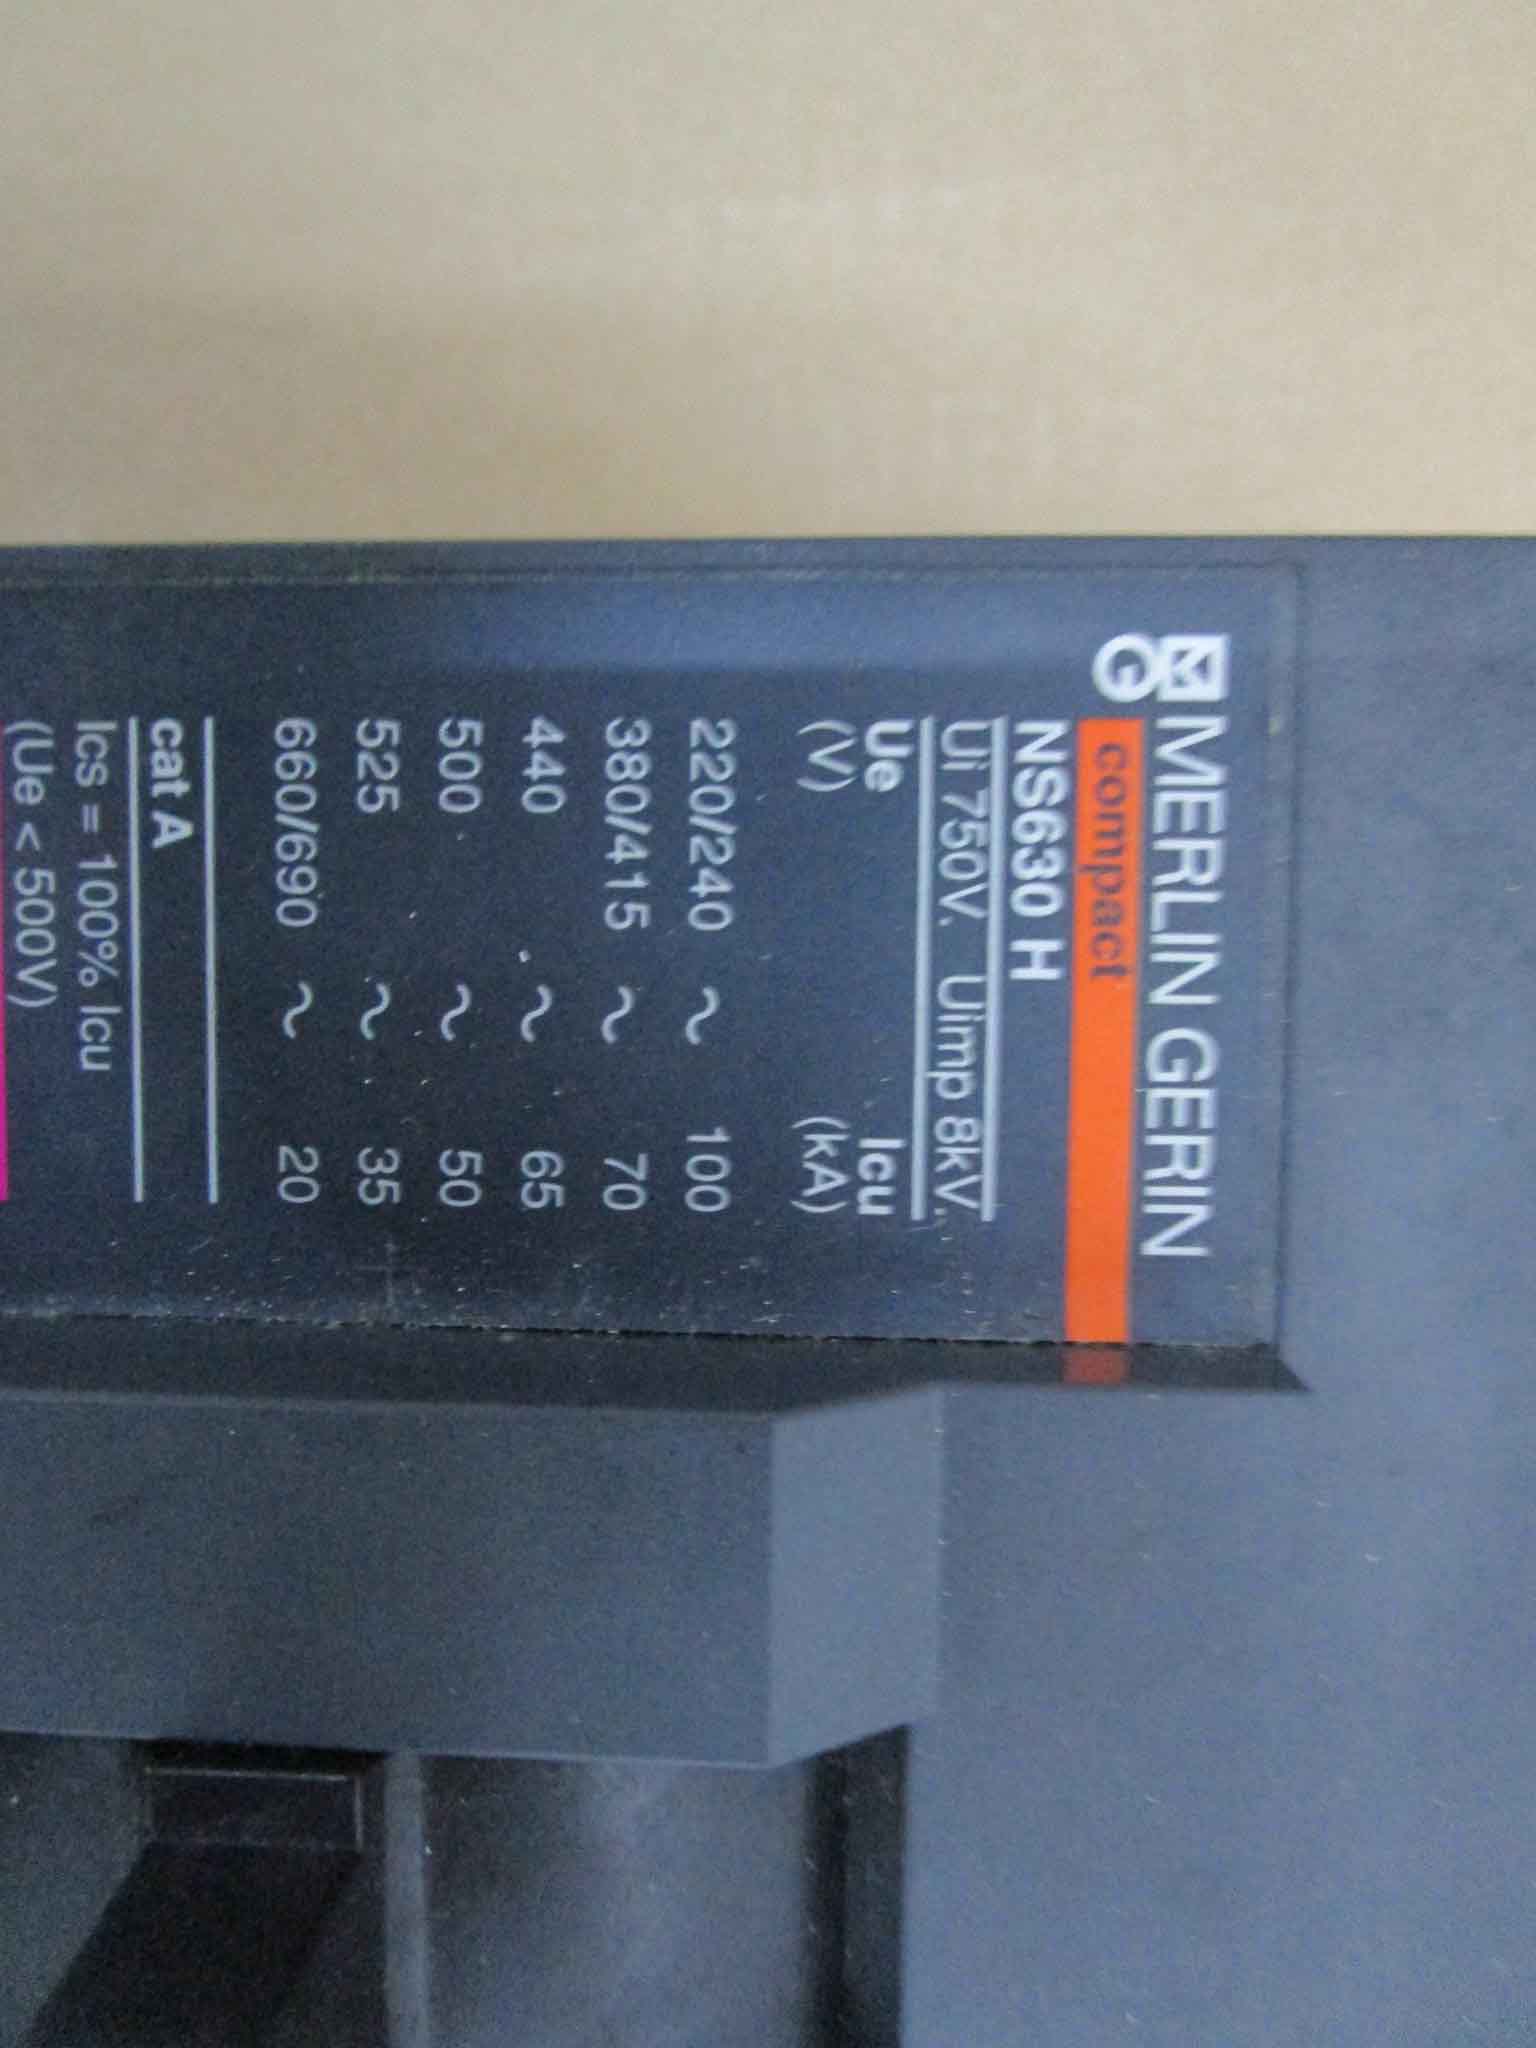 MERLIN GERIN
compact
NS630 H
Ui 750V. Uimp 8kV.
Ue Icu
(V) (kA)
220/240 ~ 100
380/415 ~ 70
440 ~ 65
500 ~ 50
525 ~ 35
660/690 ~ 20
cat A
Ics = 100% Icu
(Ue < 500V)